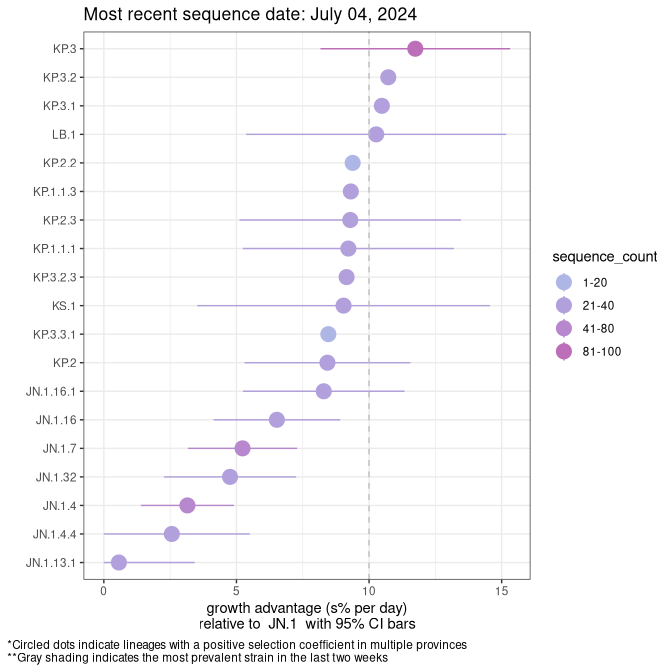 Most recent sequence date: July 04, 2024
KP.3
KP.3.2
KP.3.1
LB.1
KP.2.2
KP.1.1.3
KP.2.3
KP.1.1.1
KP.3.2.3
KS.1
KP.3.3.1
KP.2
JN.1.16.1
JN.1.16
JN.1.7
JN.1.32
JN.1.4
JN.1.4.4
JN.1.13.1
0 5 10 15
growth advantage (s% per day)
relative to JN.1 with 95% CI bars
sequence_count
1-20
21-40
41-80
81-100
*Circled dots indicate lineages with a positive selection coefficient in multiple provinces
**Gray shading indicates the most prevalent strain in the last two weeks